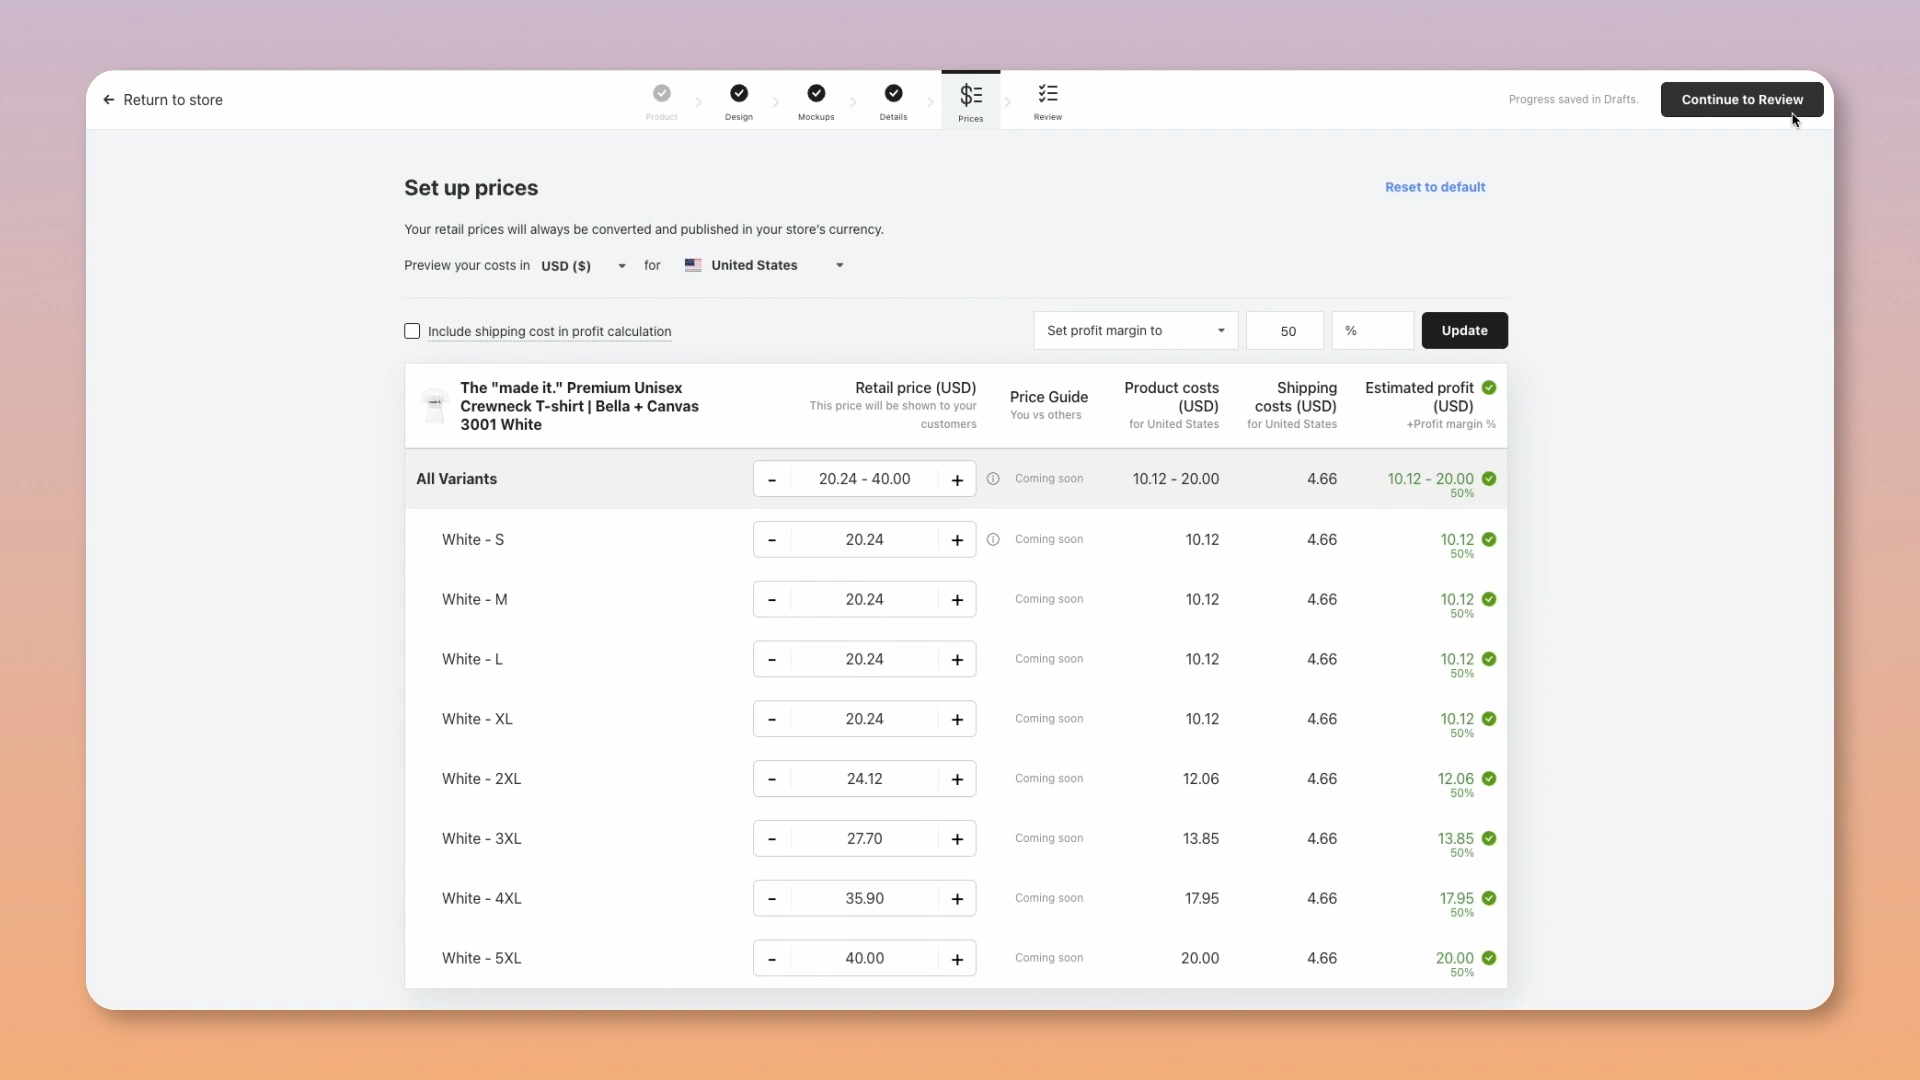 Return to store
Product
Design
Mockups
Details
$
Prices
Review
Progress saved in Drafts.
Continue to Review
Set up prices
Reset to default
Your retail prices will always be converted and published in your store's currency.
Preview your costs in USD ($) for United States
Include shipping cost in profit calculation
Set profit margin to
50
%
Update
The "made it." Premium Unisex
Crewneck T-shirt | Bella + Canvas
3001 White
Retail price (USD)
This price will be shown to your
customers
Price Guide
You vs others
Product costs
(USD)
for United States
Shipping
costs (USD)
for United States
Estimated profit
(USD)
+Profit margin %
All Variants - 20.24 - 40.00 + Coming soon 10.12 - 20.00 4.66 10.12 - 20.00
50%
White - S - 20.24 + Coming soon 10.12 4.66 10.12
50%
White - M - 20.24 + Coming soon 10.12 4.66 10.12
50%
White - L - 20.24 + Coming soon 10.12 4.66 10.12
50%
White - XL - 20.24 + Coming soon 10.12 4.66 10.12
50%
White - 2XL - 24.12 + Coming soon 12.06 4.66 12.06
50%
White - 3XL - 27.70 + Coming soon 13.85 4.66 13.85
50%
White - 4XL - 35.90 + Coming soon 17.95 4.66 17.95
50%
White - 5XL - 40.00 + Coming soon 20.00 4.66 20.00
50%